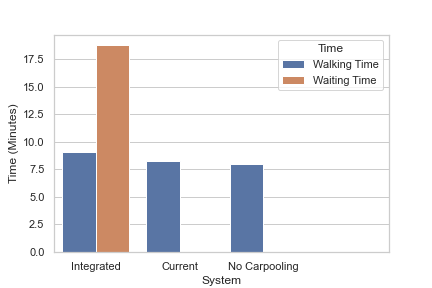 Time
Walking Time
Waiting Time
Time (Minutes)
17.5
15.0
12.5
10.0
7.5
5.0
2.5
0.0
Integrated
Current
No Carpooling
System